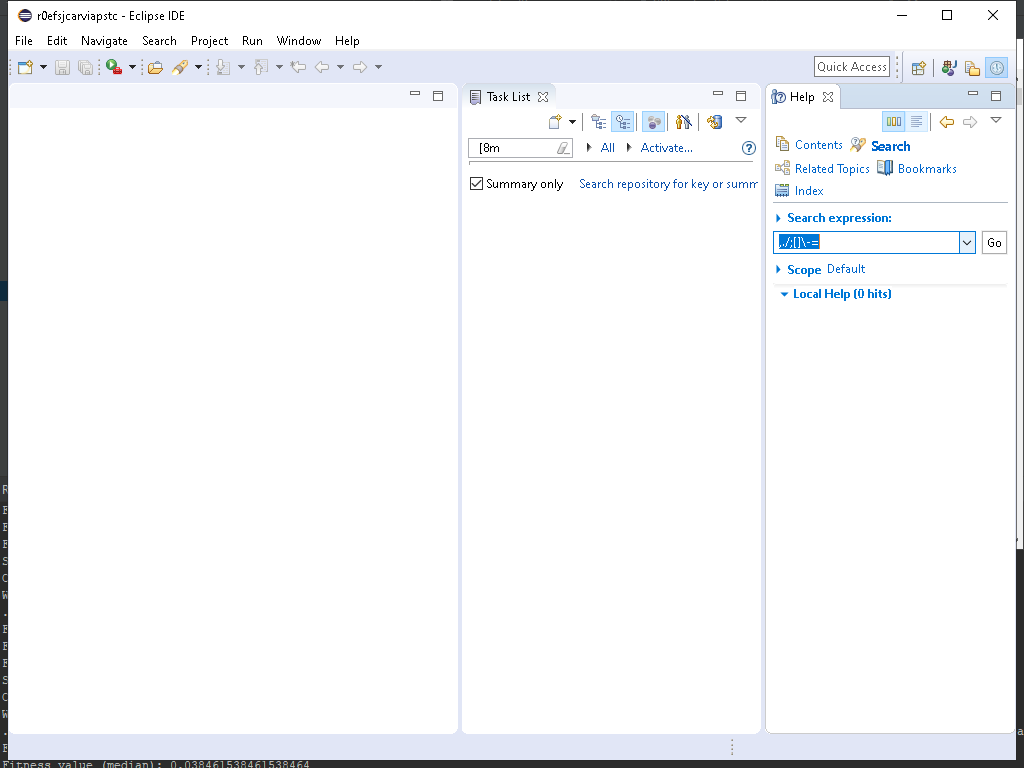 r0efsjcarviapstc - Eclipse IDE
File Edit Navigate Search Project Run Window Help
Quick Access
Task List
Help
[8m
All
Activate...
Summary only
Search repository for key or summ
Contents
Search
Related Topics
Bookmarks
Index
Search expression:
,./;[]\-=
Go
Scope Default
Local Help (0 hits)
Fitness value (median): 0.038461538461538464